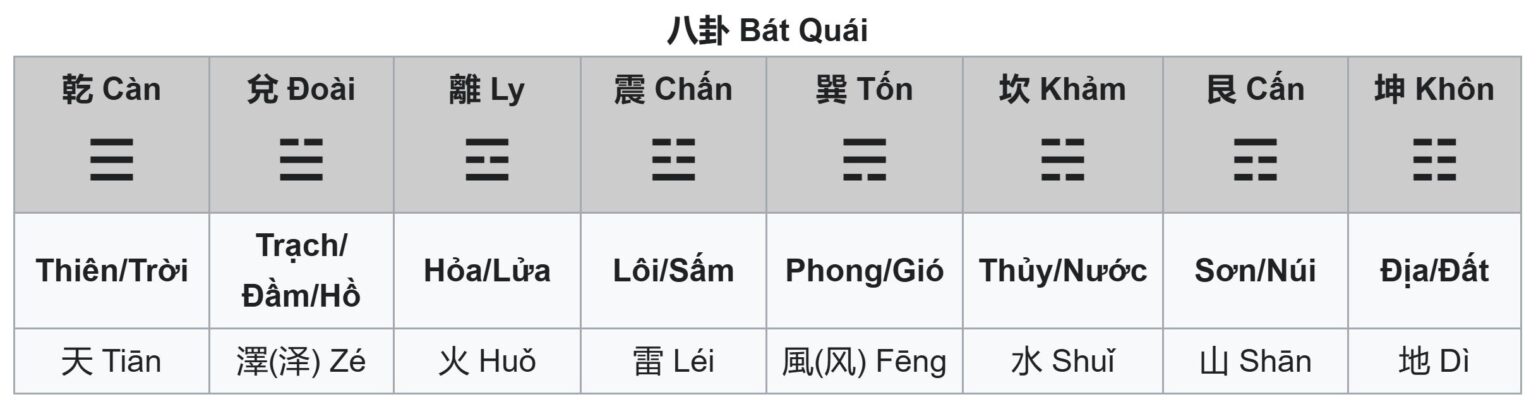 八卦 Bát Quái
乾 Càn 兌 Đoài 離 Ly 震 Chấn 巽 Tốn 坎 Khảm 艮 Cấn 坤 Khôn
☰ ☱ ☲ ☳ ☴ ☵ ☶ ☷
Thiên/Trời Trạch/ Hỏa/Lửa Lôi/Sấm Phong/Gió Thủy/Nước Sơn/Núi Địa/Đất
Đầm/Hồ
天 Tiān 澤(泽) Zé 火 Huǒ 雷 Léi 風(风) Fēng 水 Shuǐ 山 Shān 地 Dì